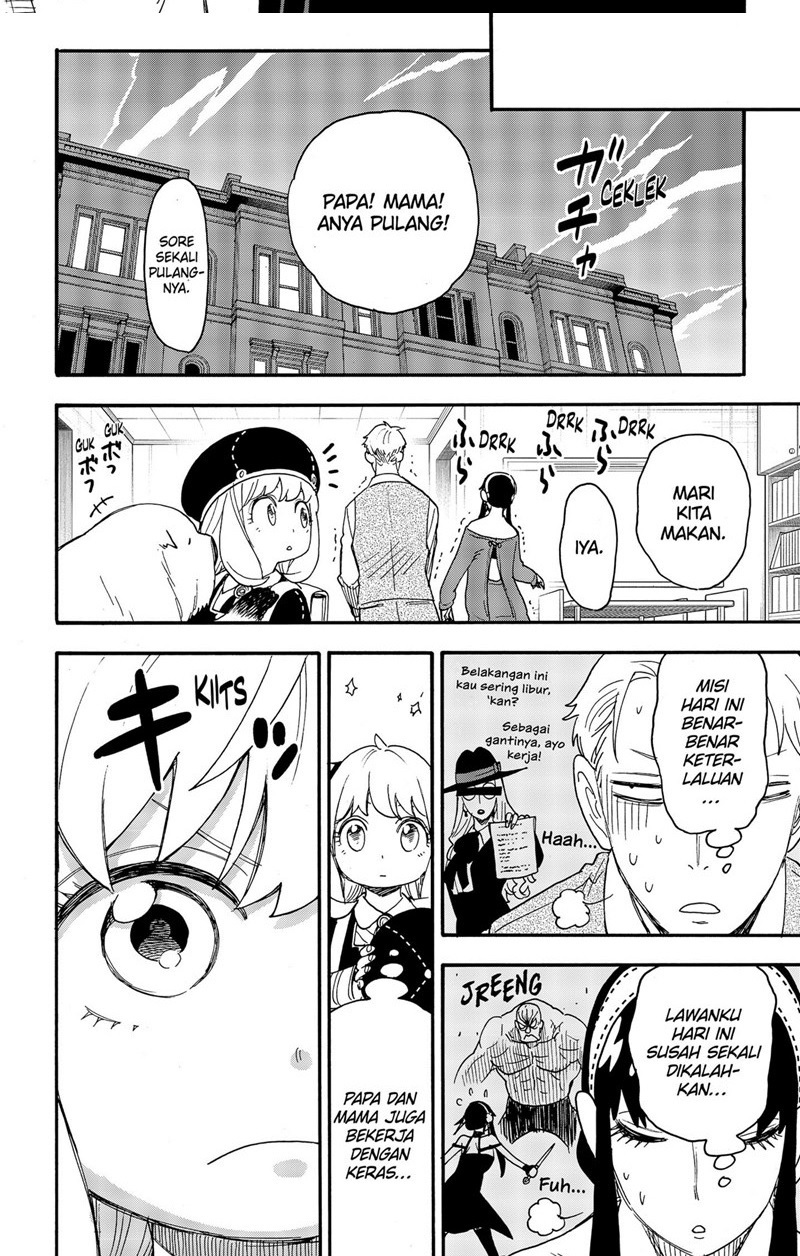 ガチャ
CEKLEK
PAPA! MAMA!
ANYA PULANG!
SORE
SEKALI
PULANG-
NYA.
MARI
KITA
MAKAN.
IYA.
ふら
DRRK
ふら
DRRK
ふら
DRRK
GUK
ボフ
GUK
ボフ
MISI
HARI INI
BENAR-
BENAR
KETER-
LALUAN
...
Belakangan ini
kau sering libur,
'kan?
Sebagai
gantinya, ayo
kerja!
Haah...
LAWANKU
HARI INI
SUSAH SEKALI
DIKALAH-
KAN...
JREENG
Fuh...
PAPA DAN
MAMA JUGA
BEKERJA
DENGAN
KERAS...
キッ
KIITS